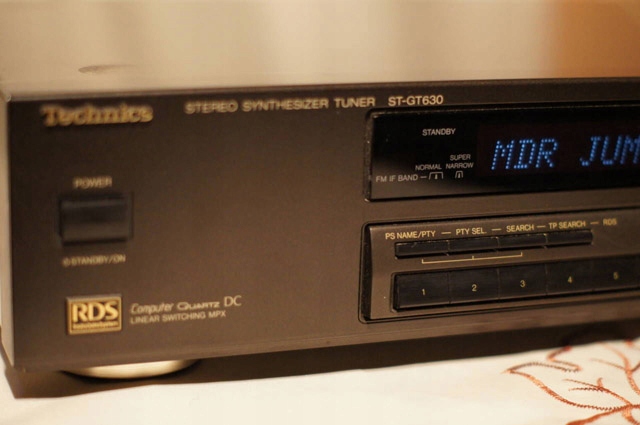 Technics
STEREO SYNTHESIZER TUNER ST-GT630
STANDBY
MDR JUM
NORMAL SUPER NARROW
FM IF BAND
POWER
STANDBY/ON
PS NAME/PTY PTY SEL. SEARCH TP SEARCH RDS
1 2 3 4 5
RDS
Computer QUARTZ DC
LINEAR SWITCHING MPX